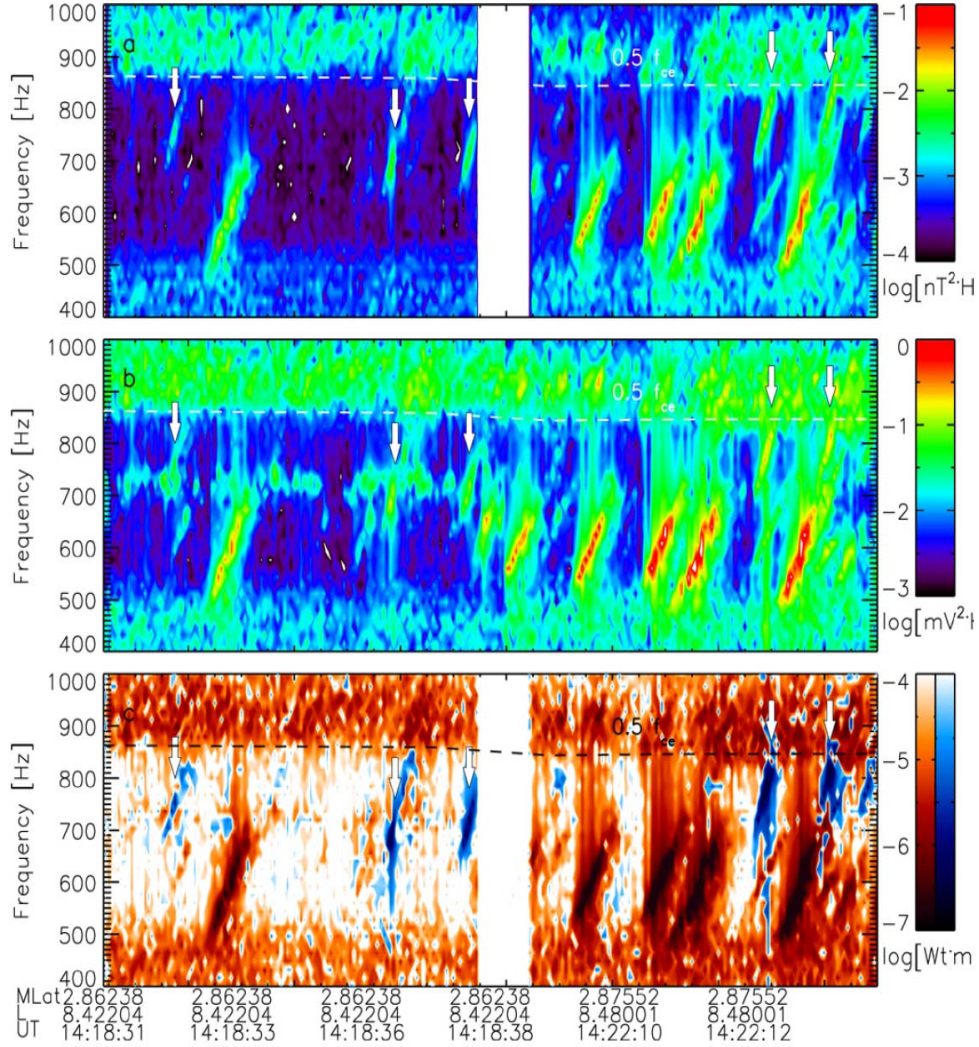 a
0.5 fce
Frequency [Hz]
1000
900
800
700
600
500
400
-1
-2
-3
-4
log[nT²·H
b
0.5 fce
Frequency [Hz]
1000
900
800
700
600
500
400
0
-1
-2
-3
log[mV²·H
c
0.5 fce
Frequency [Hz]
1000
900
800
700
600
500
400
-4
-5
-6
-7
log[Wt·m
MLat 2.86238 2.86238 2.86238 2.86238 2.87552 2.87552
L 8.42204 8.42204 8.42204 8.42204 8.48001 8.48001
UT 14:18:31 14:18:33 14:18:36 14:18:38 14:22:10 14:22:12